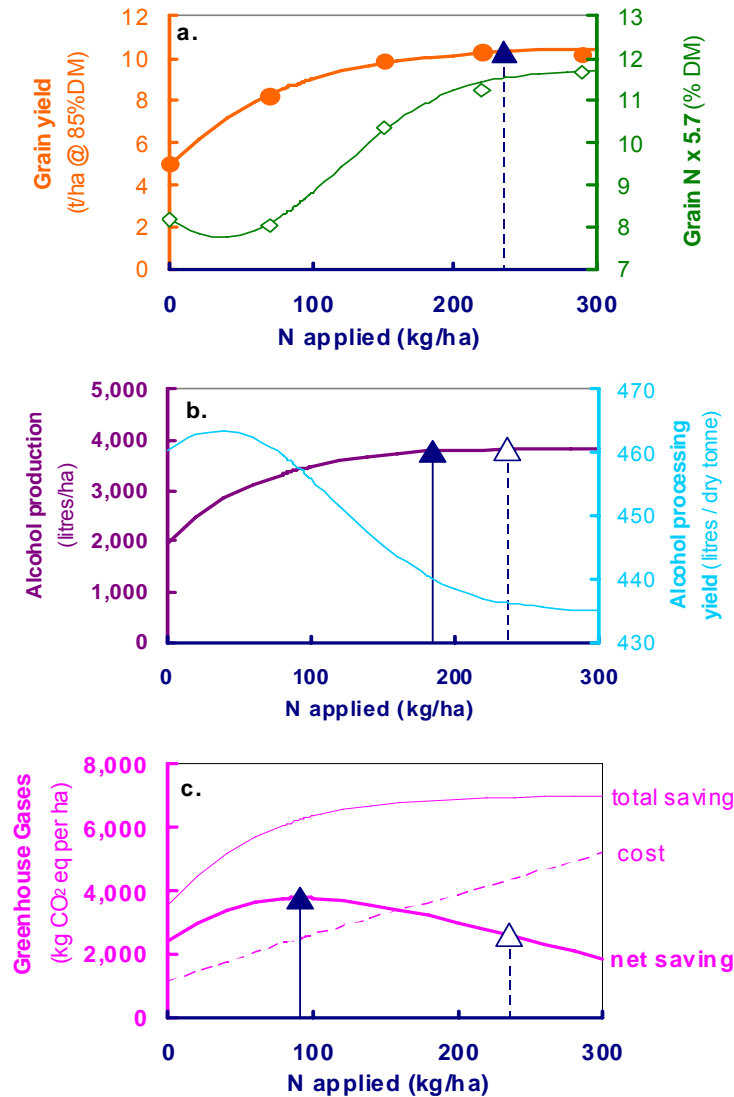 a.
Grain yield
(t/ha @ 85%DM)
12
10
8
6
4
2
0
13
12
11
10
9
8
7
Grain N x 5.7 (% DM)
0
100
200
300
N applied (kg/ha)
b.
Alcohol production
(litres/ha)
5,000
4,000
3,000
2,000
1,000
0
470
460
450
440
430
Alcohol processing
yield (litres / dry tonne)
0
100
200
300
N applied (kg/ha)
c.
Greenhouse Gases
(kg CO2 eq per ha)
8,000
6,000
4,000
2,000
0
total saving
cost
net saving
0
100
200
300
N applied (kg/ha)